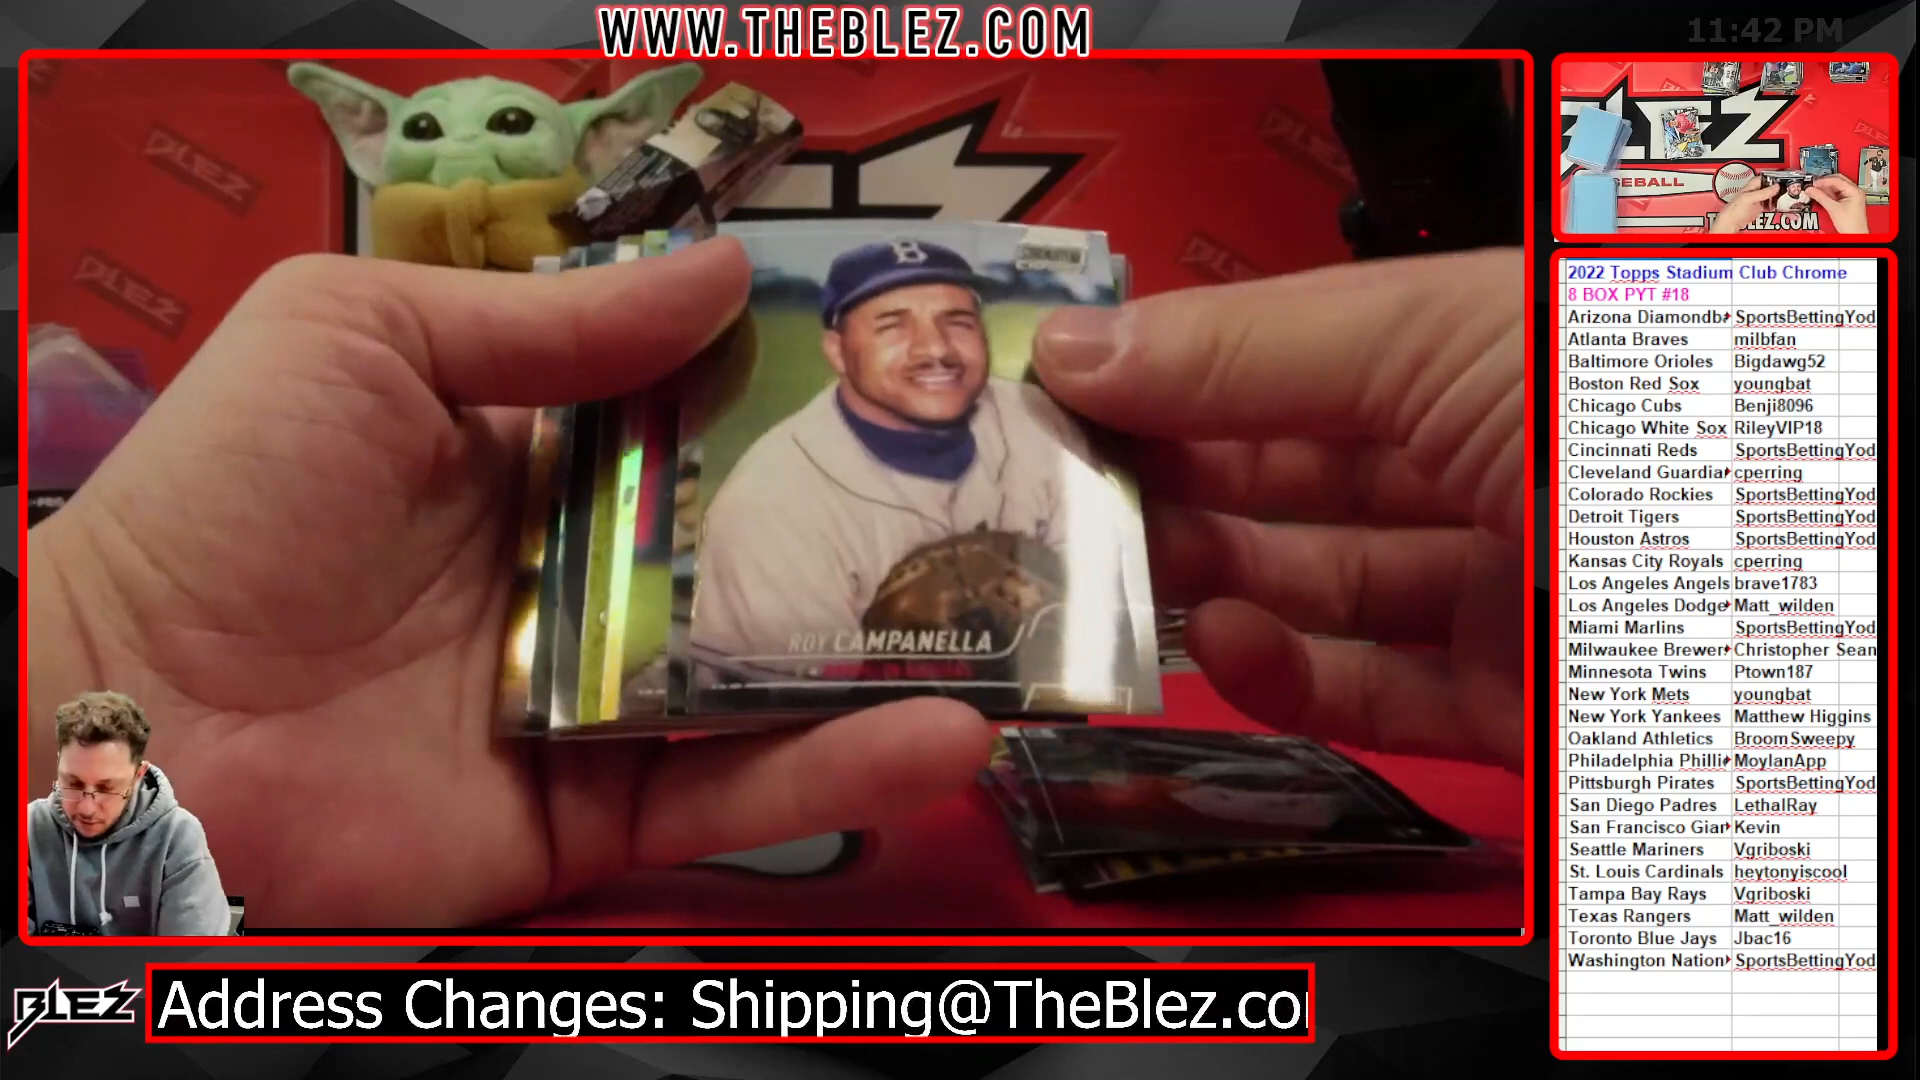 WWW.THEBLEZ.COM
11:42 PM
BLEZ
BLEZ
B
ROY CAMPANELLA
LEZ
SEBALL
2022 Topps Stadium Club Chrome
8 BOX PYT #18
Arizona Diamondba SportsBettingYod
Atlanta Braves milbfan
Baltimore Orioles Bigdawg52
Boston Red Sox youngbat
Chicago Cubs Benji8096
Chicago White Sox RileyVIP18
Cincinnati Reds SportsBettingYod
Cleveland Guardia cperring
Colorado Rockies SportsBettingYod
Detroit Tigers SportsBettingYod
Houston Astros SportsBettingYod
Kansas City Royals cperring
Los Angeles Angels brave1783
Los Angeles Dodge Matt_wilden
Miami Marlins SportsBettingYod
Milwaukee Brewer Christopher Sean
Minnesota Twins Ptown187
New York Mets youngbat
New York Yankees Matthew Higgins
Oakland Athletics BroomSweepy
Philadelphia Philli MoylanApp
Pittsburgh Pirates SportsBettingYod
San Diego Padres LethalRay
San Francisco Gian Kevin
Seattle Mariners Vgriboski
St. Louis Cardinals heytonyiscool
Tampa Bay Rays Vgriboski
Texas Rangers Matt_wilden
Toronto Blue Jays Jbac16
Washington Nation SportsBettingYod
BLEZ
Address Changes: Shipping@TheBlez.co